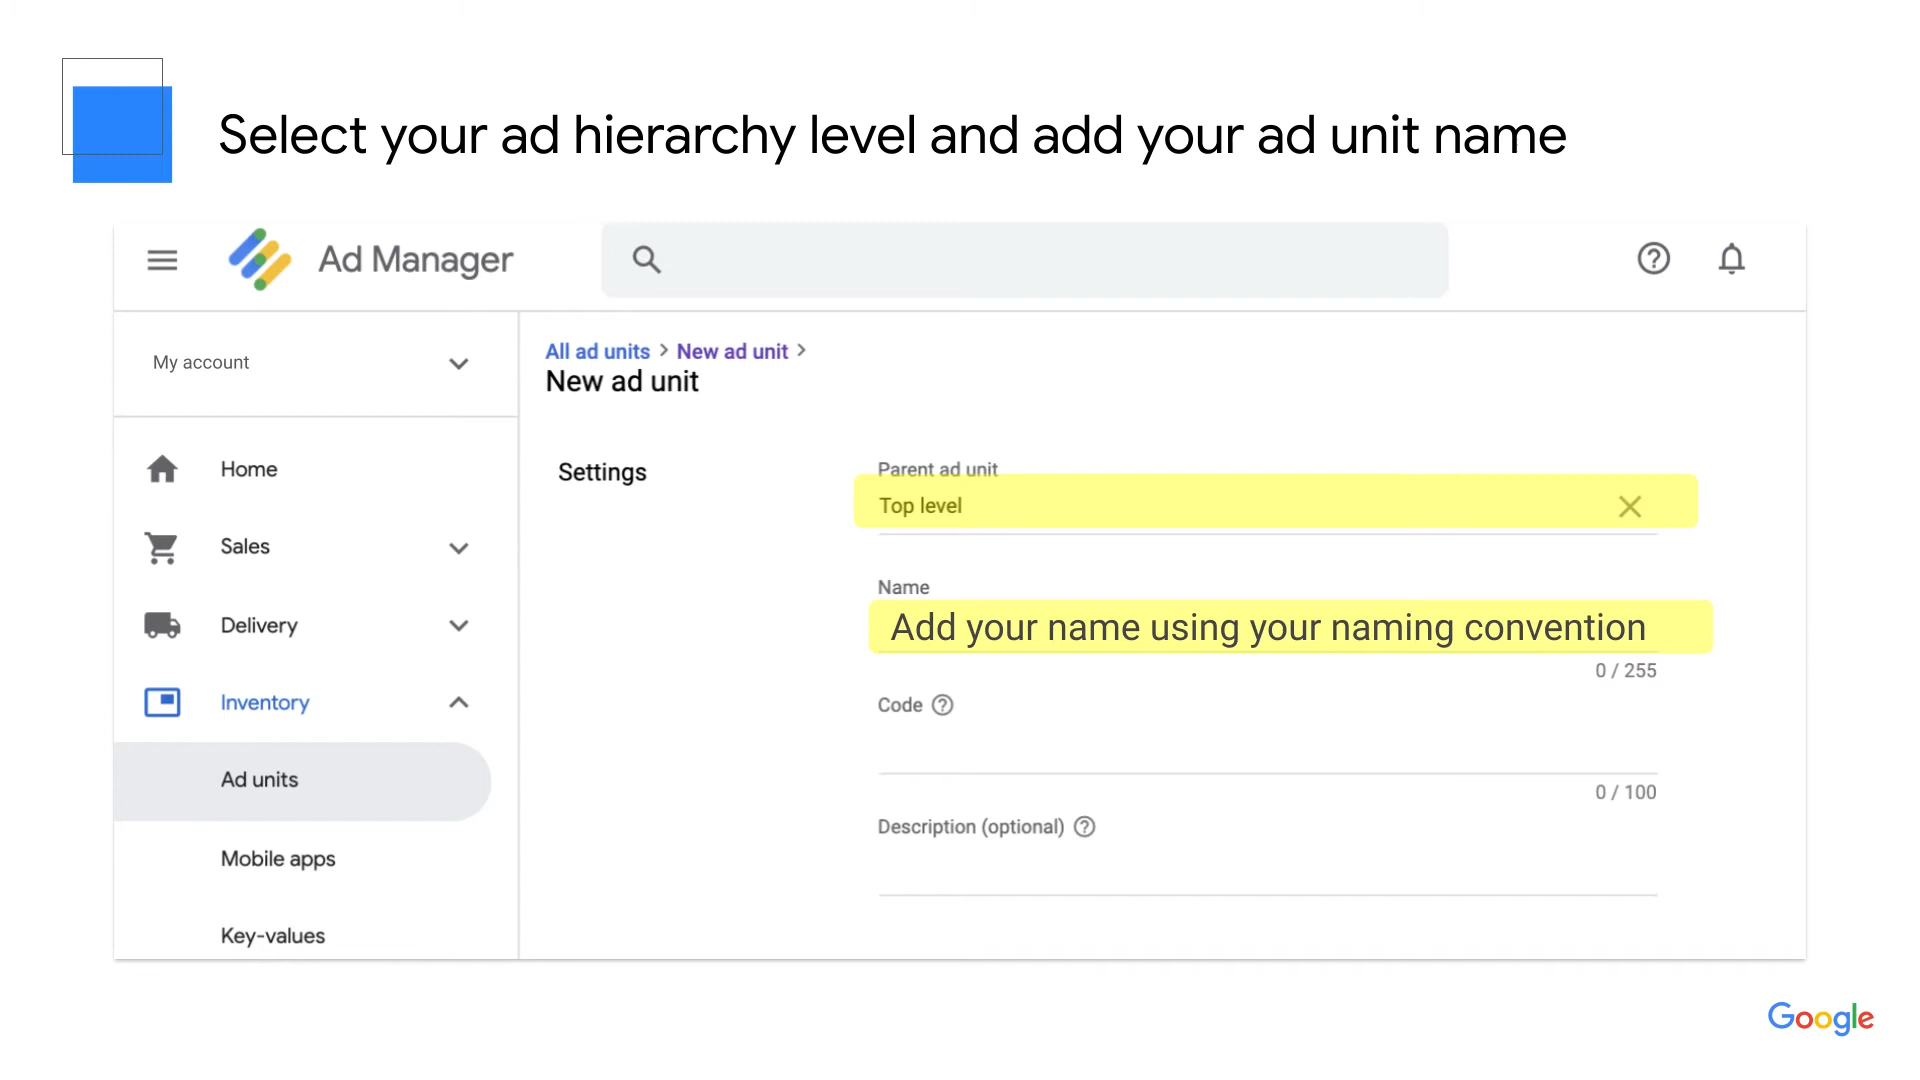 Select your ad hierarchy level and add your ad unit name
Ad Manager
My account
All ad units > New ad unit >
New ad unit
Home
Settings
Parent ad unit
Top level
Sales
Name
Delivery
Add your name using your naming convention
0 / 255
Inventory
Code
Ad units
0 / 100
Description (optional)
Mobile apps
Key-values
Google